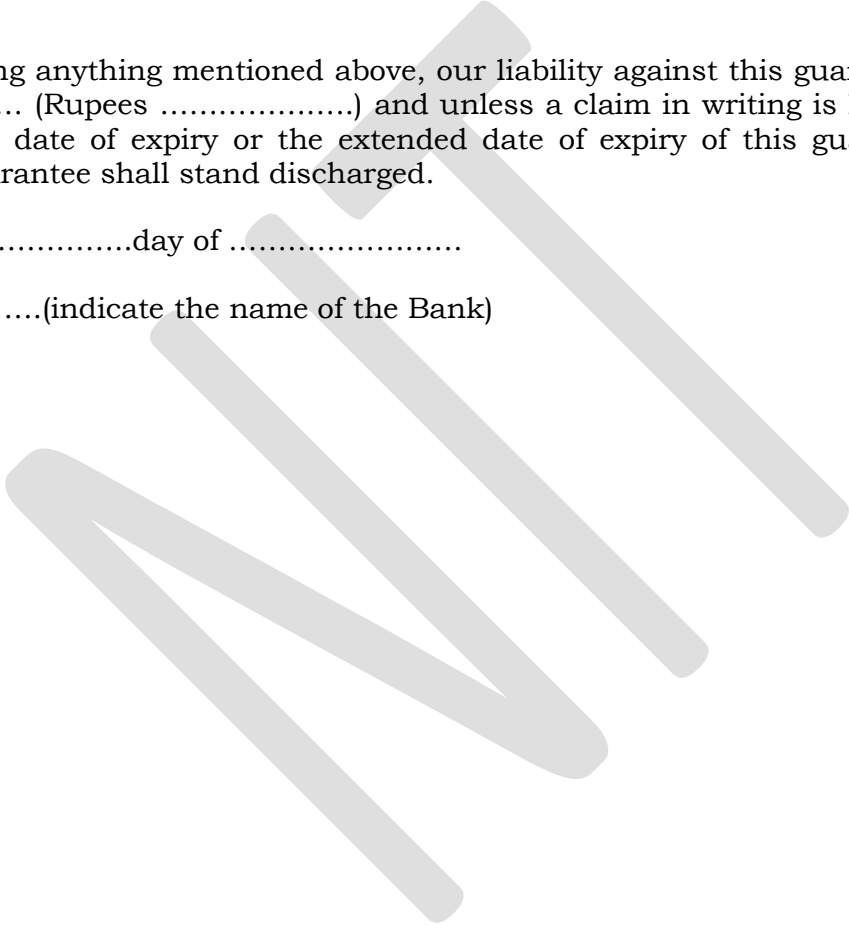 ng anything mentioned above, our liability against this guar
... (Rupees ......................) and unless a claim in writing is
date of expiry or the extended date of expiry of this gua
rantee shall stand discharged.
...............day of ........................
....(indicate the name of the Bank)
NIT